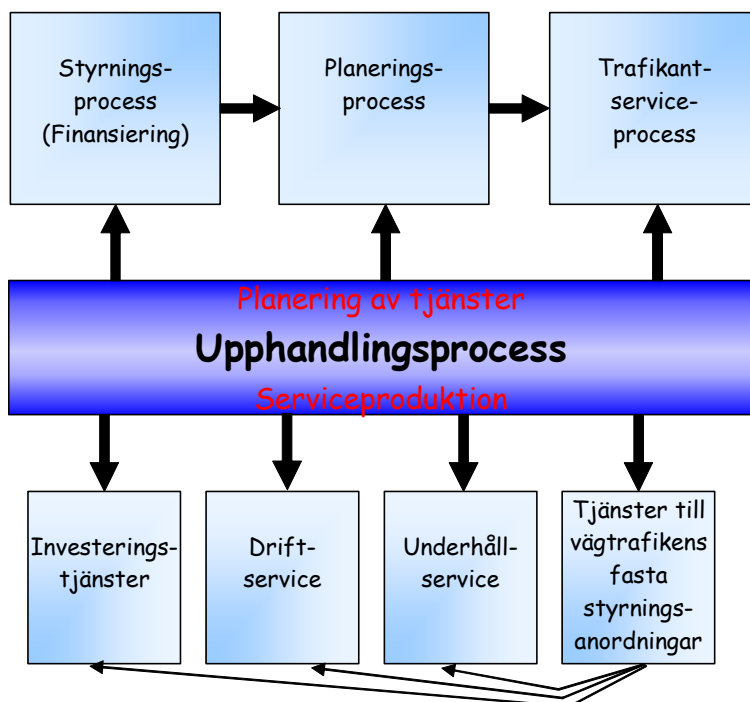 Styrnings-
process
(Finansiering)
Planerings-
process
Trafikant-
service-
process
Planering av tjänster
Upphandlingsprocess
Serviceproduktion
Investerings-
tjänster
Drift-
service
Underhåll-
service
Tjänster till
vägtrafikens
fasta
styrnings-
anordningar